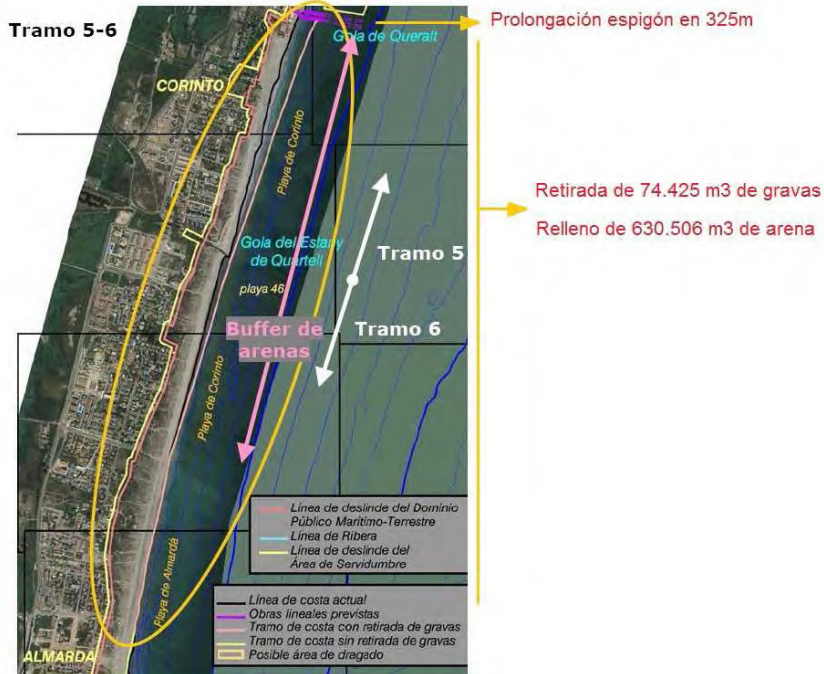 Tramo 5-6
Prolongación espigón en 325m
Gola de Queralt
CORINTO
Playa de Corinto
Retirada de 74.425 m3 de gravas
Relleno de 630.506 m3 de arena
Gola del Estany
de Quartell
Tramo 5
playa 46
Buffer de
arenas
Tramo 6
Playa de Corinto
Línea de deslinde del Dominio
Público Marítimo-Terrestre
Línea de Ribera
Línea de deslinde del
Área de Servidumbre
Playa de Almardá
Línea de costa actual
Obras lineales previstas
Tramo de costa con retirada de gravas
Tramo de costa sin retirada de gravas
Posible área de dragado
ALMARDA